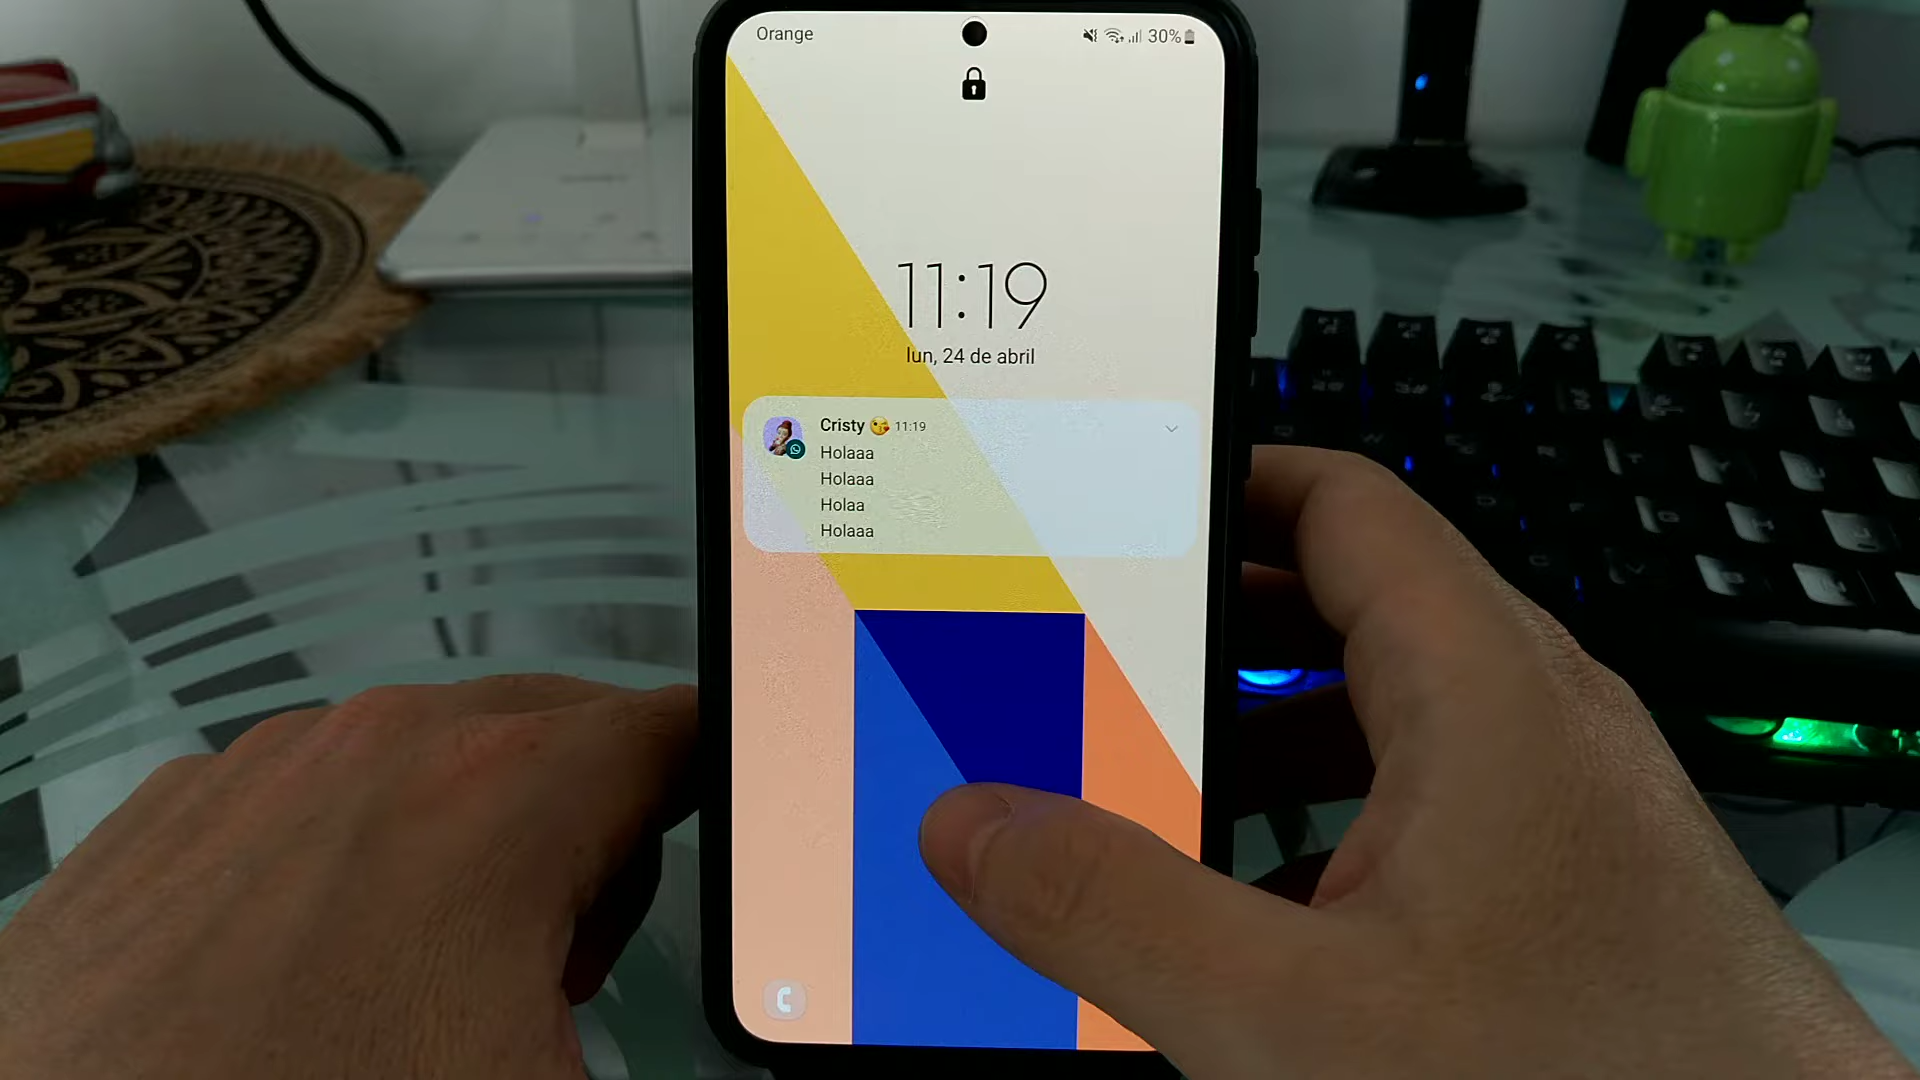 Orange
30%
11:19
lun, 24 de abril
Cristy 😘 11:19
Holaaa
Holaaa
Holaa
Holaaa